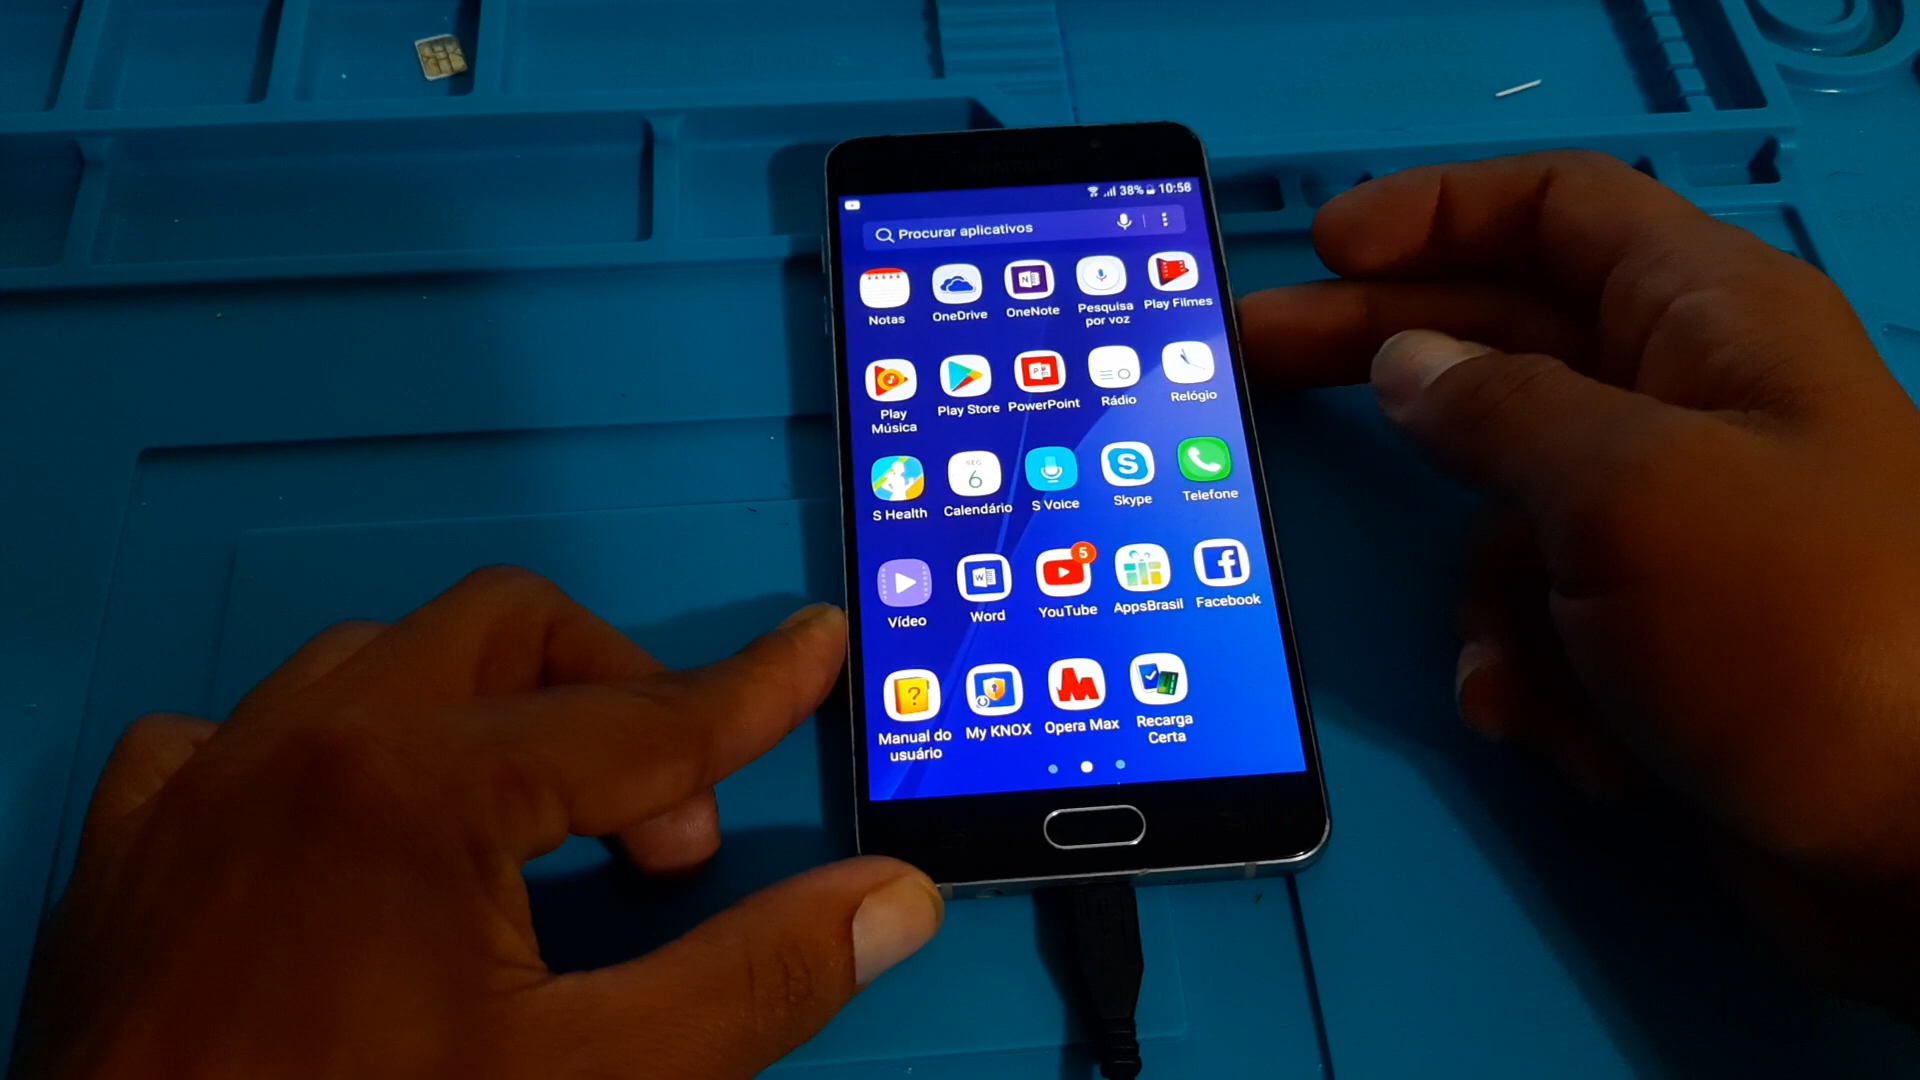 SAMSUNG
38% 10:58
Procurar aplicativos
Notas
OneDrive
OneNote
Pesquisa
por voz
Play Filmes
Play
Música
Play Store
PowerPoint
Rádio
Relógio
S Health
SEG
6
Calendário
S Voice
S
Skype
Telefone
Vídeo
W
Word
5
YouTube
AppsBrasil
f
Facebook
?
Manual do
usuário
My KNOX
Opera Max
Recarga
Certa